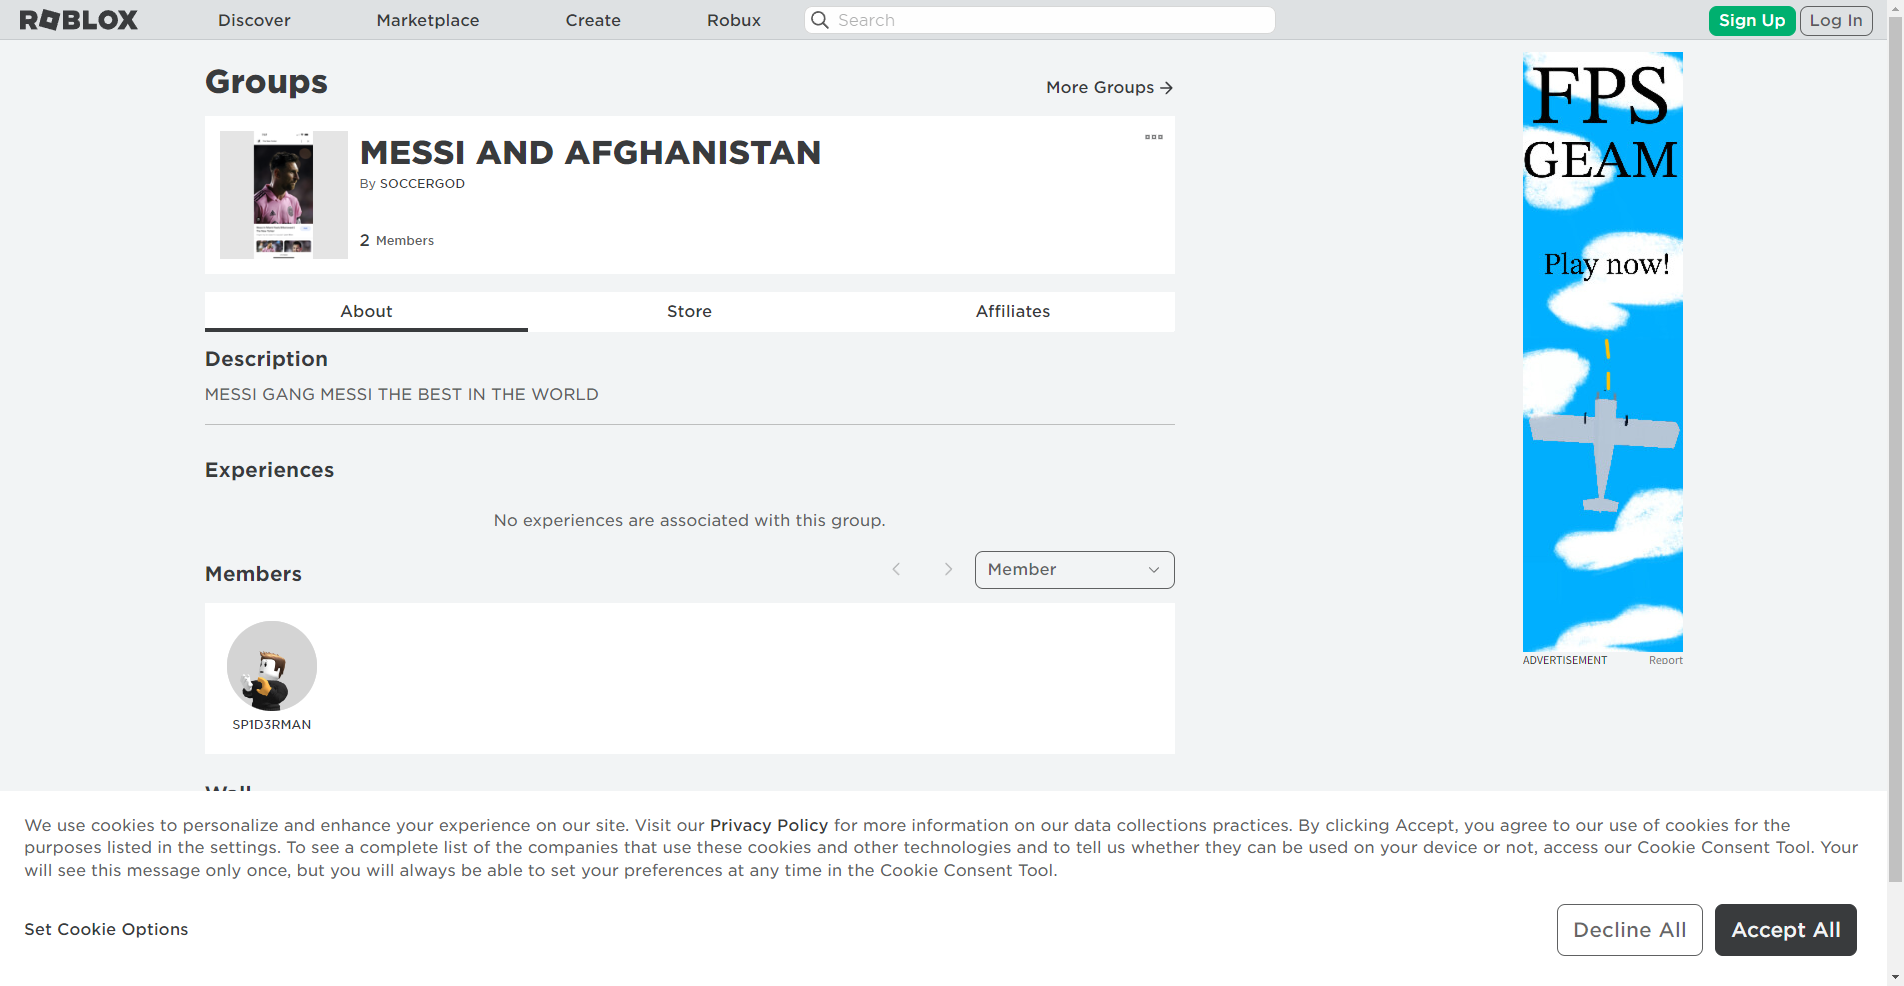 ROBLOX
Discover
Marketplace
Create
Robux
Search
Sign Up
Log In
Groups
More Groups
MESSI AND AFGHANISTAN
By SOCCERGOD
2 Members
About
Store
Affiliates
Description
MESSI GANG MESSI THE BEST IN THE WORLD
Experiences
No experiences are associated with this group.
Members
Member
SP1D3RMAN
FPS
GEAM
Play now!
ADVERTISEMENT
Report
We use cookies to personalize and enhance your experience on our site. Visit our Privacy Policy for more information on our data collections practices. By clicking Accept, you agree to our use of cookies for the
purposes listed in the settings. To see a complete list of the companies that use these cookies and other technologies and to tell us whether they can be used on your device or not, access our Cookie Consent Tool. Your
will see this message only once, but you will always be able to set your preferences at any time in the Cookie Consent Tool.
Set Cookie Options
Decline All
Accept All